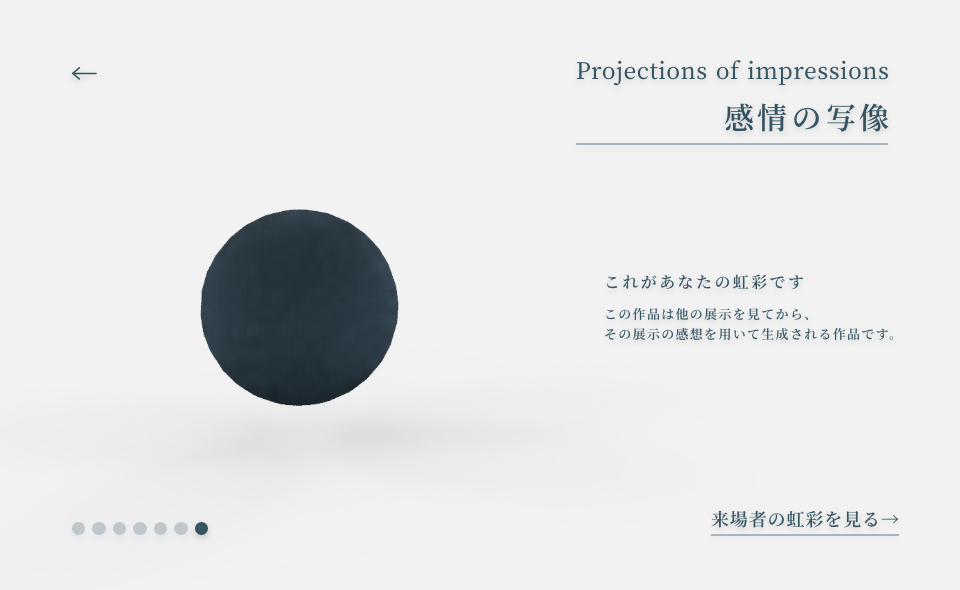 ←
Projections of impressions
感情の写像
これがあなたの虹彩です
この作品は他の展示を見てから、
その展示の感想を用いて生成される作品です。
来場者の虹彩を見る→